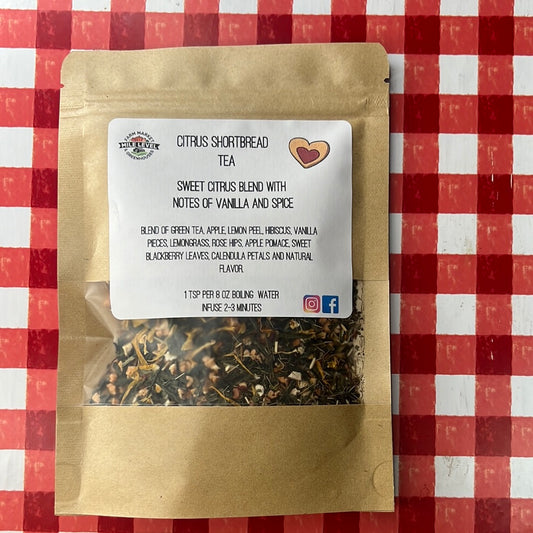 FARM MARKET
MILE LEVEL
& GREENHOUSES
CITRUS SHORTBREAD
TEA
SWEET CITRUS BLEND WITH
NOTES OF VANILLA AND SPICE
BLEND OF GREEN TEA, APPLE, LEMON PEEL, HIBISCUS, VANILLA
PIECES, LEMONGRASS, ROSE HIPS, APPLE POMACE, SWEET
BLACKBERRY LEAVES, CALENDULA PETALS AND NATURAL
FLAVOR.
1 TSP PER 8 OZ BOILING WATER
INFUSE 2-3 MINUTES